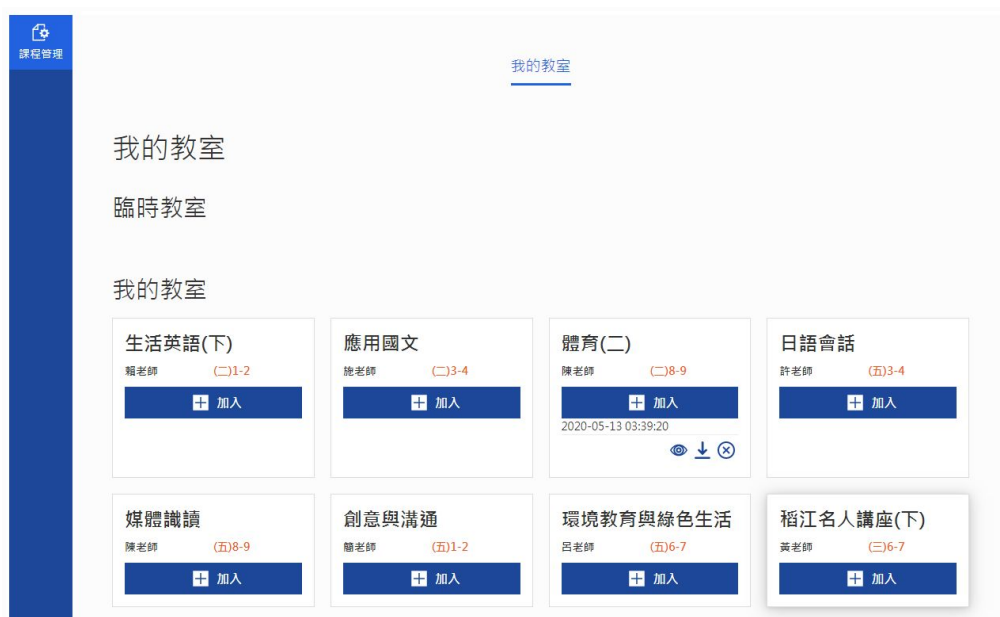 課程管理
我的教室
我的教室
臨時教室
我的教室
生活英語(下)
賴老師 (二)1-2
加入
應用國文
施老師 (二)3-4
加入
體育(二)
陳老師 (二)8-9
加入
2020-05-13 03:39:20
日語會話
許老師 (五)3-4
加入
媒體識讀
陳老師 (五)8-9
加入
創意與溝通
簡老師 (五)1-2
加入
環境教育與綠色生活
呂老師 (五)6-7
加入
稻江名人講座(下)
黃老師 (三)6-7
加入